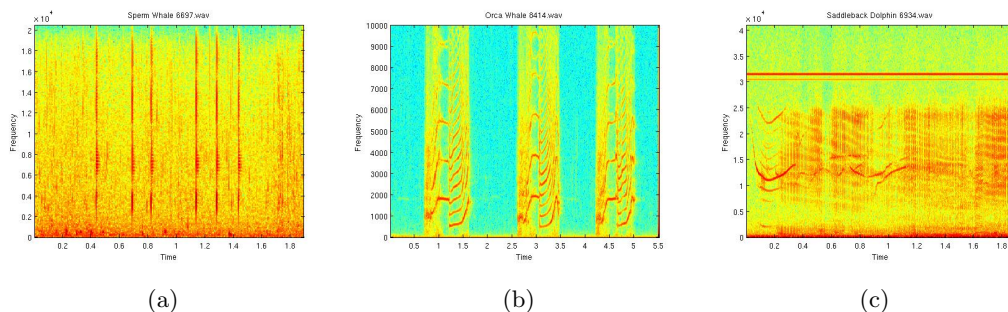 Sperm Whale 6697.wav
x 10⁴
2
1.8
1.6
1.4
1.2
1
0.8
0.6
0.4
0.2
0
Frequency
0.2 0.4 0.6 0.8 1 1.2 1.4 1.6 1.8
Time
(a)
Orca Whale 8414.wav
10000
9000
8000
7000
6000
5000
4000
3000
2000
1000
0
Frequency
0.5 1 1.5 2 2.5 3 3.5 4 4.5 5 5.5
Time
(b)
Saddleback Dolphin 6934.wav
x 10⁴
4
3.5
3
2.5
2
1.5
1
0.5
0
Frequency
0.2 0.4 0.6 0.8 1 1.2 1.4 1.6 1.8
Time
(c)